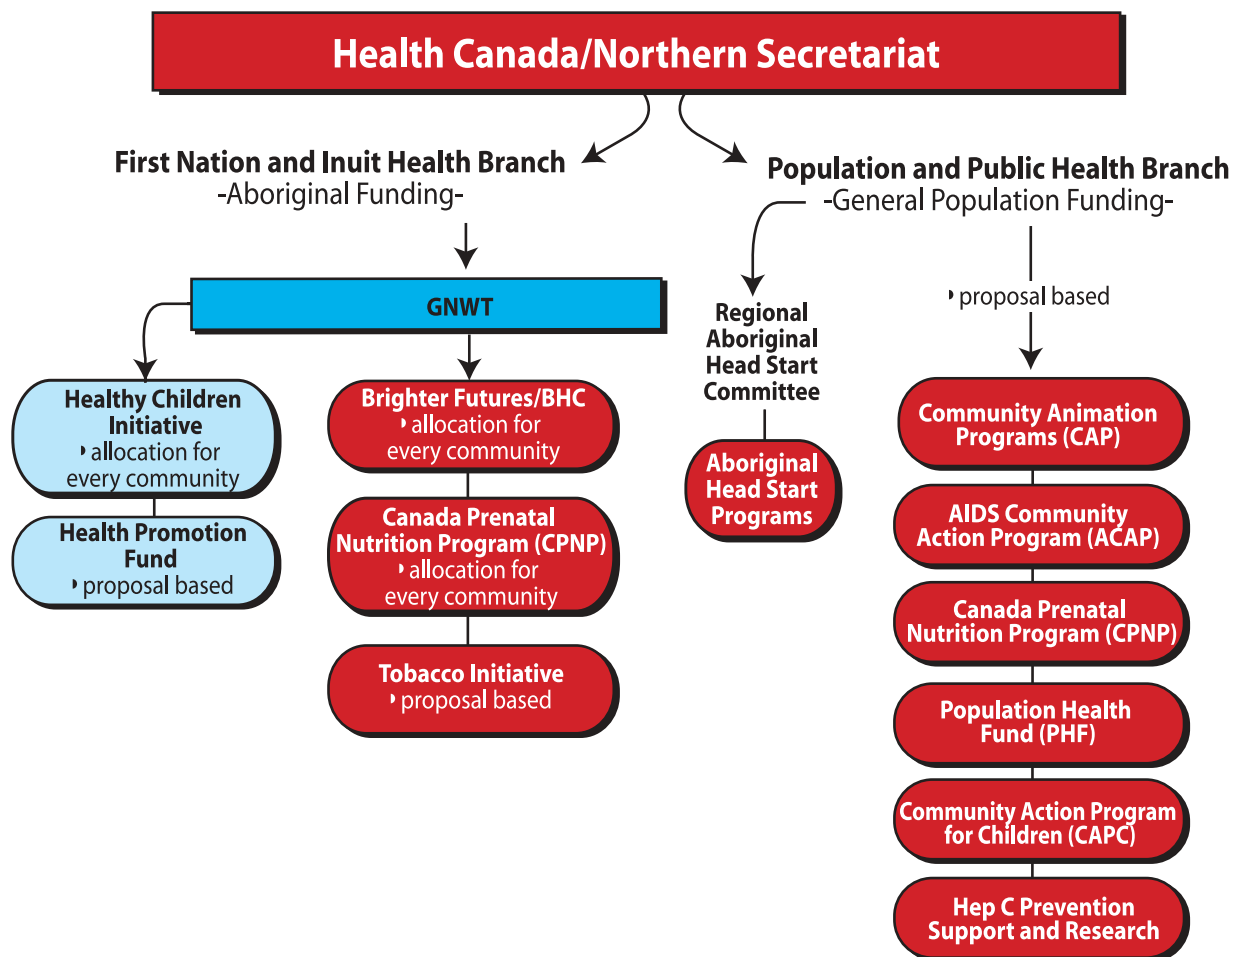 Health Canada/Northern Secretariat
First Nation and Inuit Health Branch
-Aboriginal Funding-
Population and Public Health Branch
-General Population Funding-
GNWT
Healthy Children
Initiative
allocation for
every community
Health Promotion
Fund
proposal based
Brighter Futures/BHC
allocation for
every community
Canada Prenatal
Nutrition Program (CPNP)
allocation for
every community
Tobacco Initiative
proposal based
Regional
Aboriginal
Head Start
Committee
Aboriginal
Head Start
Programs
proposal based
Community Animation
Programs (CAP)
AIDS Community
Action Program (ACAP)
Canada Prenatal
Nutrition Program (CPNP)
Population Health
Fund (PHF)
Community Action Program
for Children (CAPC)
Hep C Prevention
Support and Research